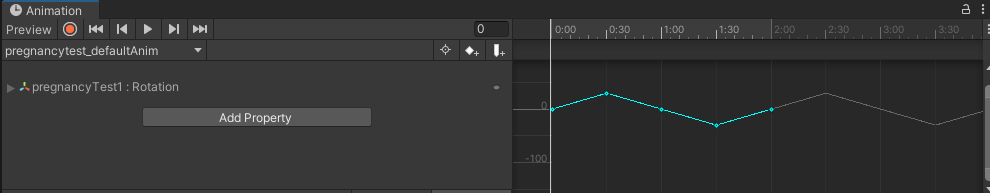 Animation
Preview 0 0:00 0:30 1:00 1:30 2:00 2:30 3:00 3:30
pregnancytest_defaultAnim
pregnancyTest1 : Rotation
Add Property
0
-100